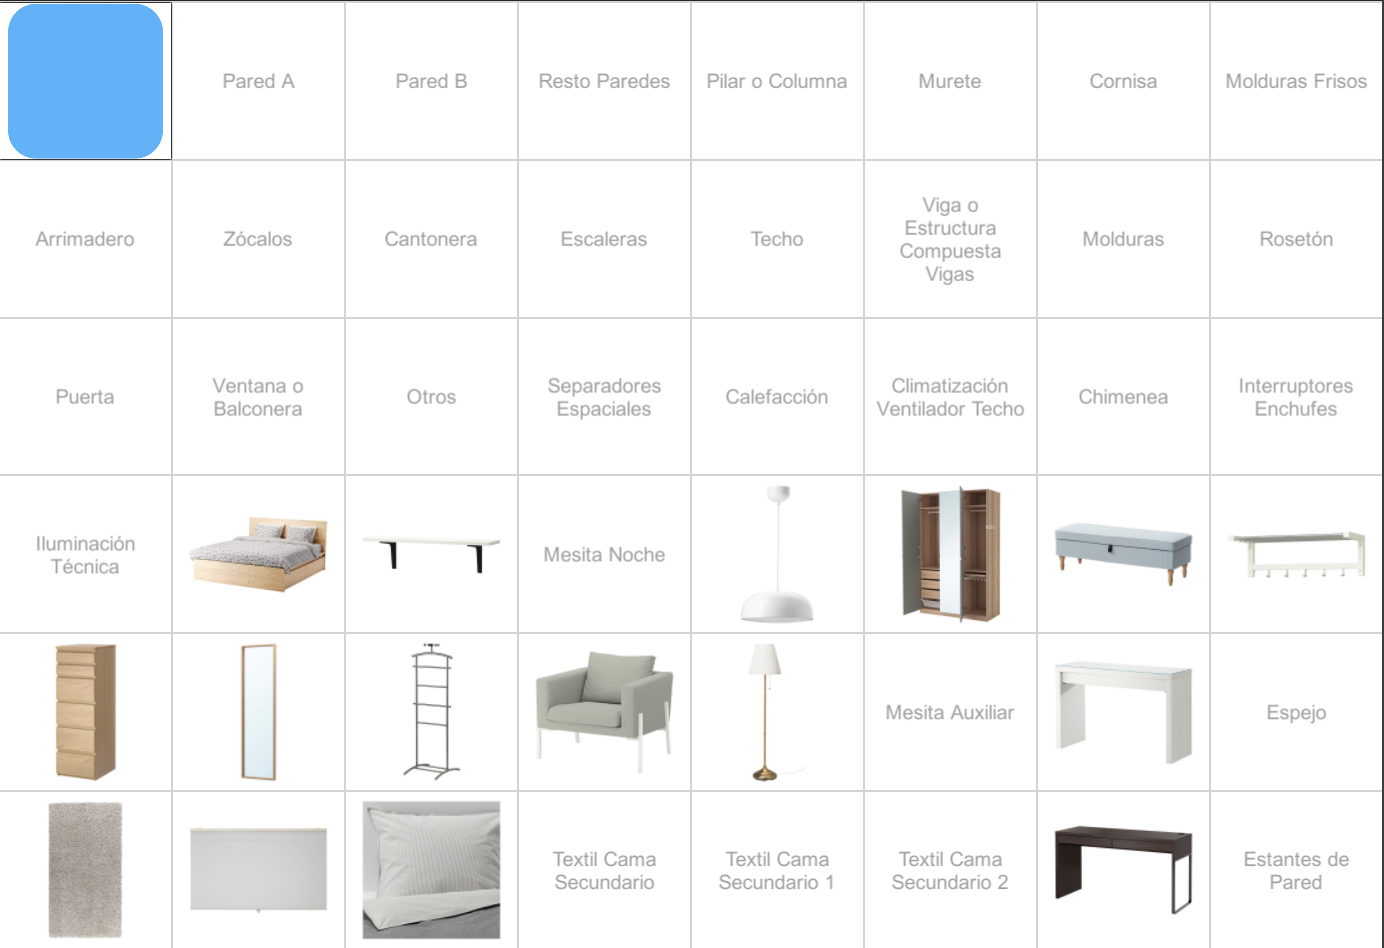 Pared A
Pared B
Resto Paredes
Pilar o Columna
Murete
Cornisa
Molduras Frisos
Arrimadero
Zócalos
Cantonera
Escaleras
Techo
Viga o
Estructura
Compuesta
Vigas
Molduras
Rosetón
Puerta
Ventana o
Balconera
Otros
Separadores
Espaciales
Calefacción
Climatización
Ventilador Techo
Chimenea
Interruptores
Enchufes
Iluminación
Técnica
Mesita Noche
Mesita Auxiliar
Espejo
Textil Cama
Secundario
Textil Cama
Secundario 1
Textil Cama
Secundario 2
Estantes de
Pared